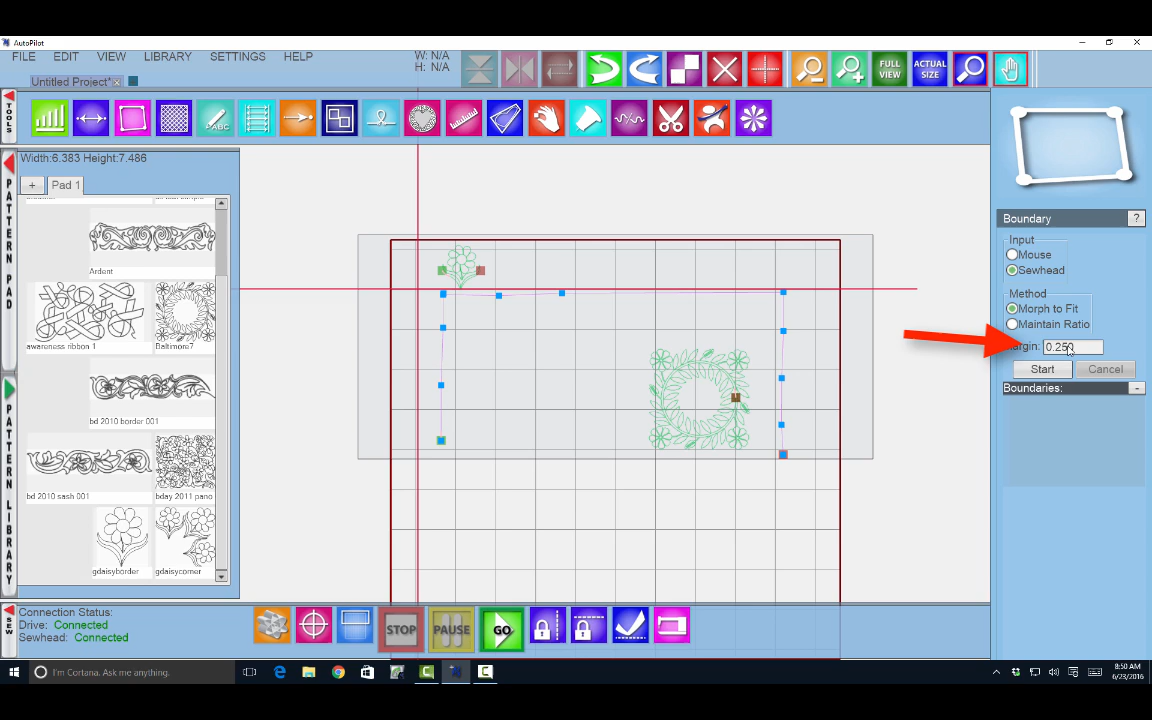 AutoPilot
FILE EDIT VIEW LIBRARY SETTINGS HELP
W: N/A
H: N/A
FULL VIEW
ACTUAL SIZE
Untitled Project*
TOOLS
ABC
Width:6.383 Height:7.486
+ Pad 1
PATTERN PAD
PATTERN LIBRARY
Ardent
awareness ribbon 1
Baltimore7
bd 2010 border 001
bd 2010 sash 001
bday 2011 pano
gdaisyborder
gdaisycorner
Boundary ?
Input
Mouse
Sewhead
Method
Morph to Fit
Maintain Ratio
0.250
Start Cancel
Boundaries: -
SEW
Connection Status:
Drive: Connected
Sewhead: Connected
STOP PAUSE GO
I'm Cortana. Ask me anything.
8:50 AM
6/23/2016